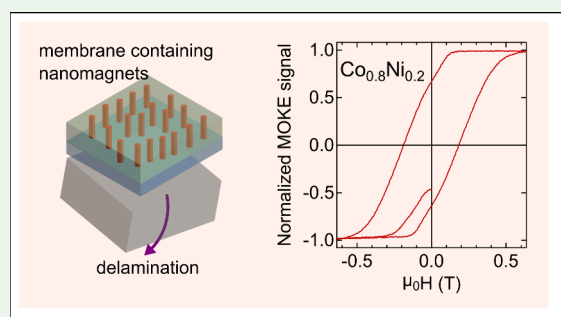 membrane containing
nanomagnets
delamination
Normalized MOKE signal
1.0
0.5
0.0
-0.5
-1.0
Co0.8Ni0.2
-0.5
0.0
0.5
μ0H (T)